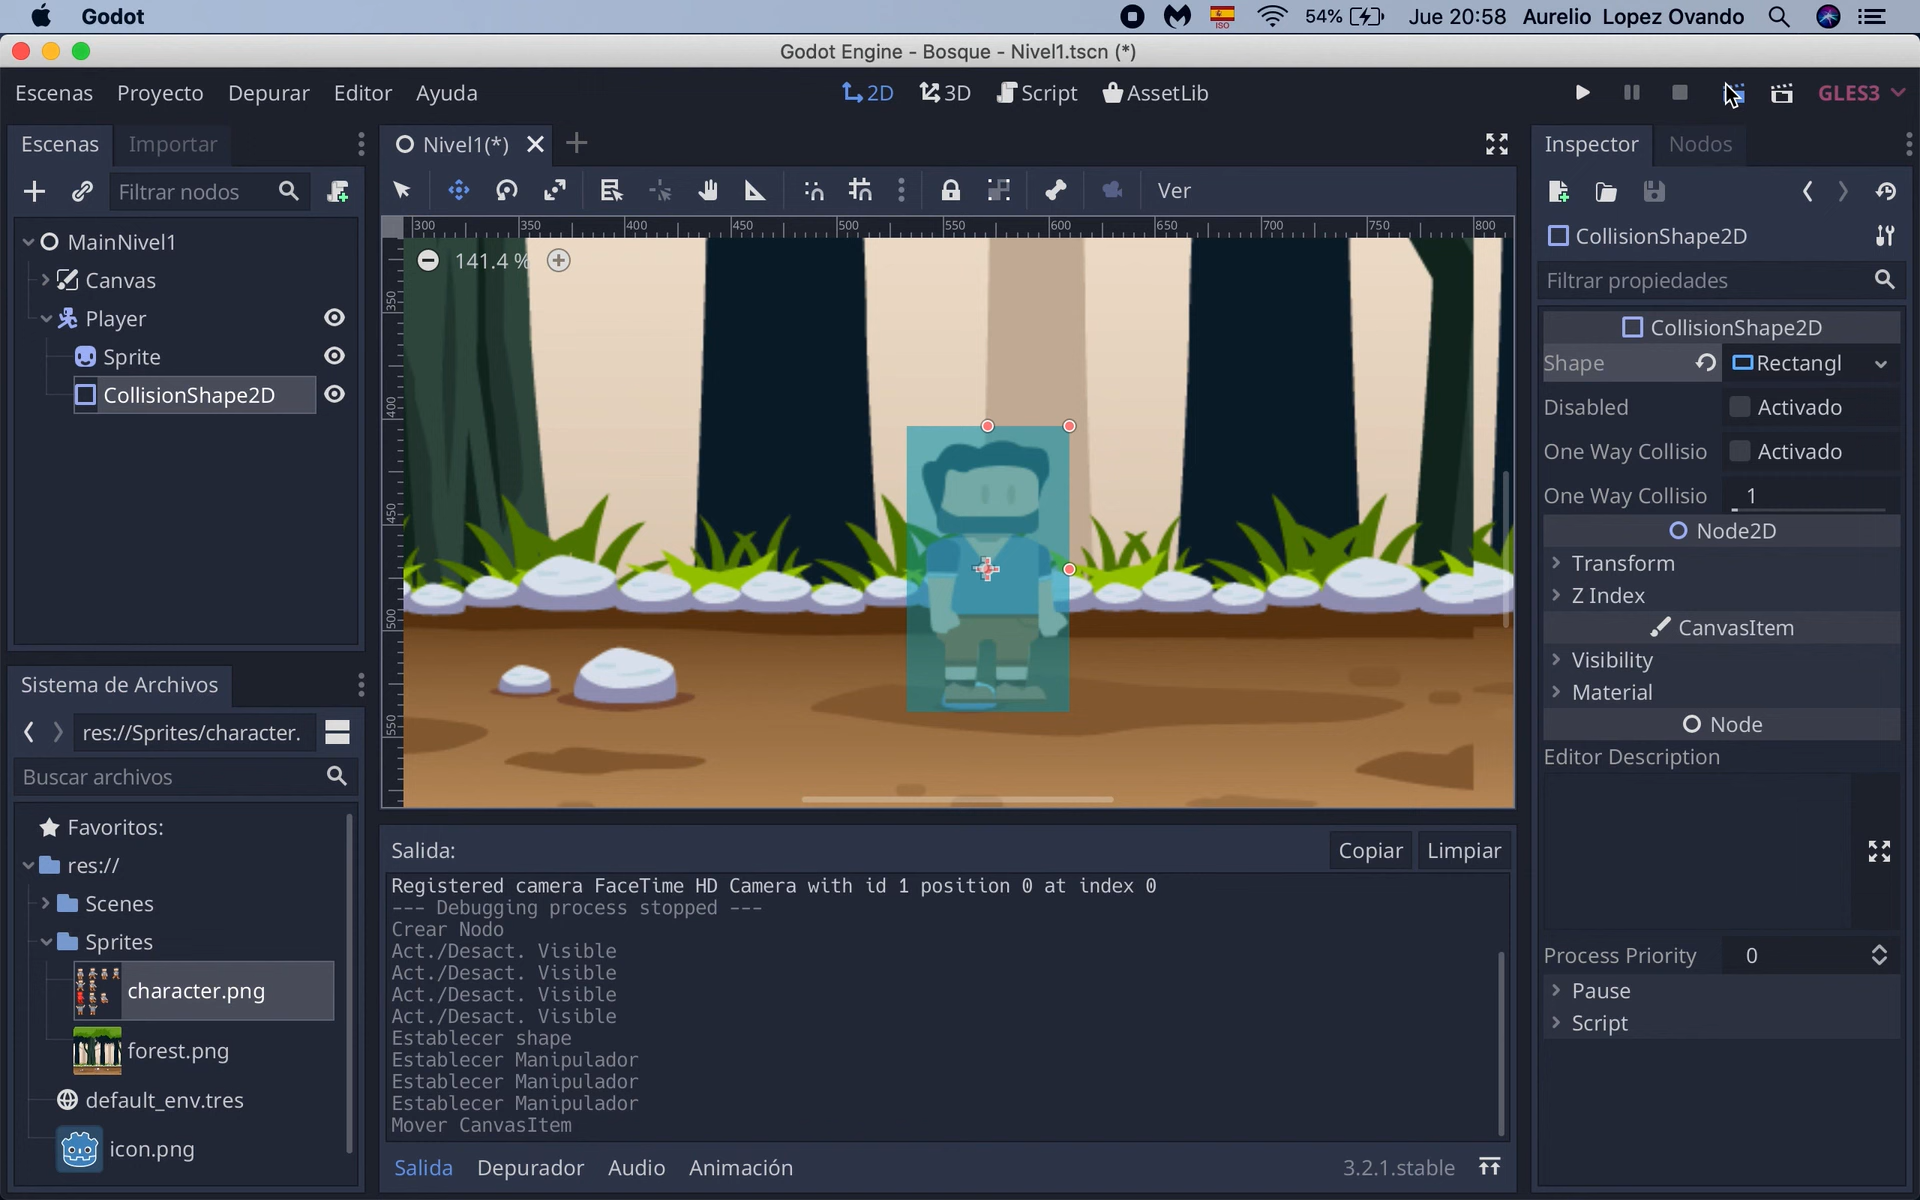 Godot
ISO
54%
Jue 20:58
Aurelio Lopez Ovando
Godot Engine - Bosque - Nivel1.tscn (*)
Escenas Proyecto Depurar Editor Ayuda
2D 3D Script AssetLib
GLES3
Escenas Importar
Filtrar nodos
MainNivel1
Canvas
Player
Sprite
CollisionShape2D
Sistema de Archivos
res://Sprites/character.
Buscar archivos
Favoritos:
res://
Scenes
Sprites
character.png
forest.png
default_env.tres
icon.png
Nivel1(*)
Ver
300 350 400 450 500 550 600 650 700 750 800
350
400
450
500
550
141.4 %
Salida:
Copiar Limpiar
Registered camera FaceTime HD Camera with id 1 position 0 at index 0
--- Debugging process stopped ---
Crear Nodo
Act./Desact. Visible
Act./Desact. Visible
Act./Desact. Visible
Act./Desact. Visible
Establecer shape
Establecer Manipulador
Establecer Manipulador
Establecer Manipulador
Mover CanvasItem
Salida Depurador Audio Animación
3.2.1.stable
Inspector Nodos
CollisionShape2D
Filtrar propiedades
CollisionShape2D
Shape Rectangl
Disabled Activado
One Way Collisio Activado
One Way Collisio 1
Node2D
Transform
Z Index
CanvasItem
Visibility
Material
Node
Editor Description
Process Priority 0
Pause
Script